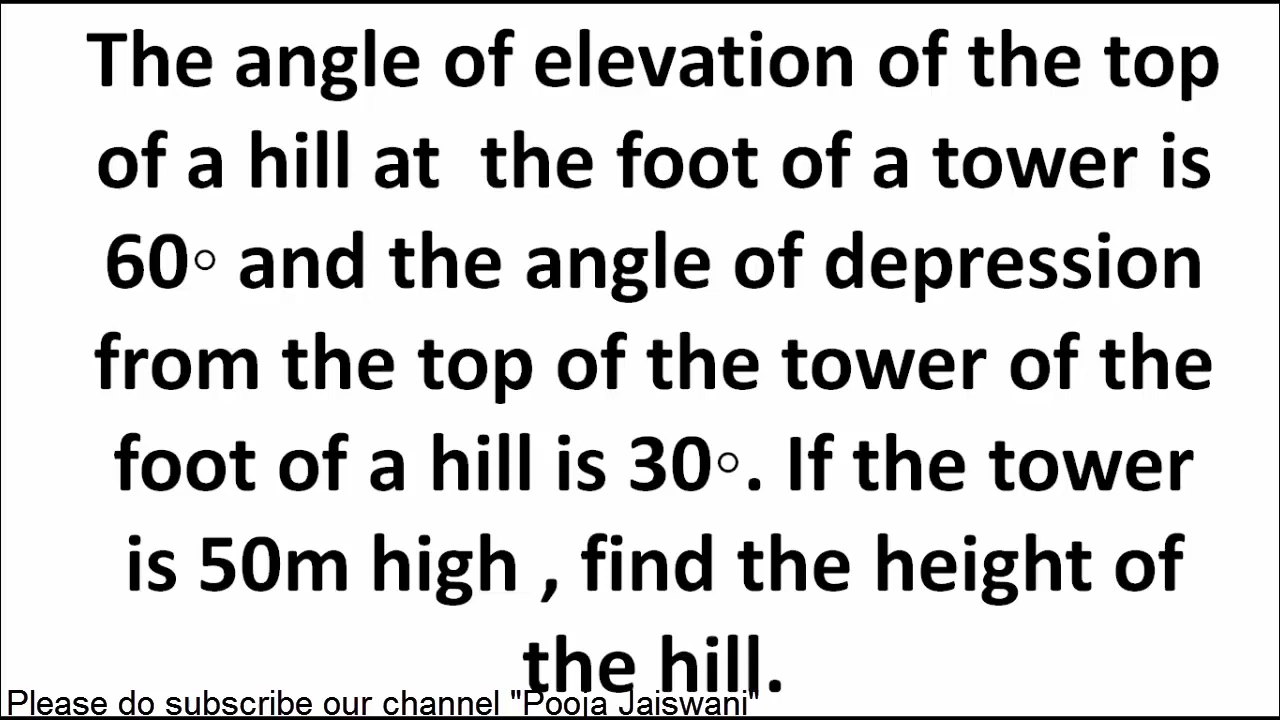 The angle of elevation of the top
of a hill at the foot of a tower is
60° and the angle of depression
from the top of the tower of the
foot of a hill is 30°. If the tower
is 50m high , find the height of
the hill.
Please do subscribe our channel "Pooja Jaiswani"